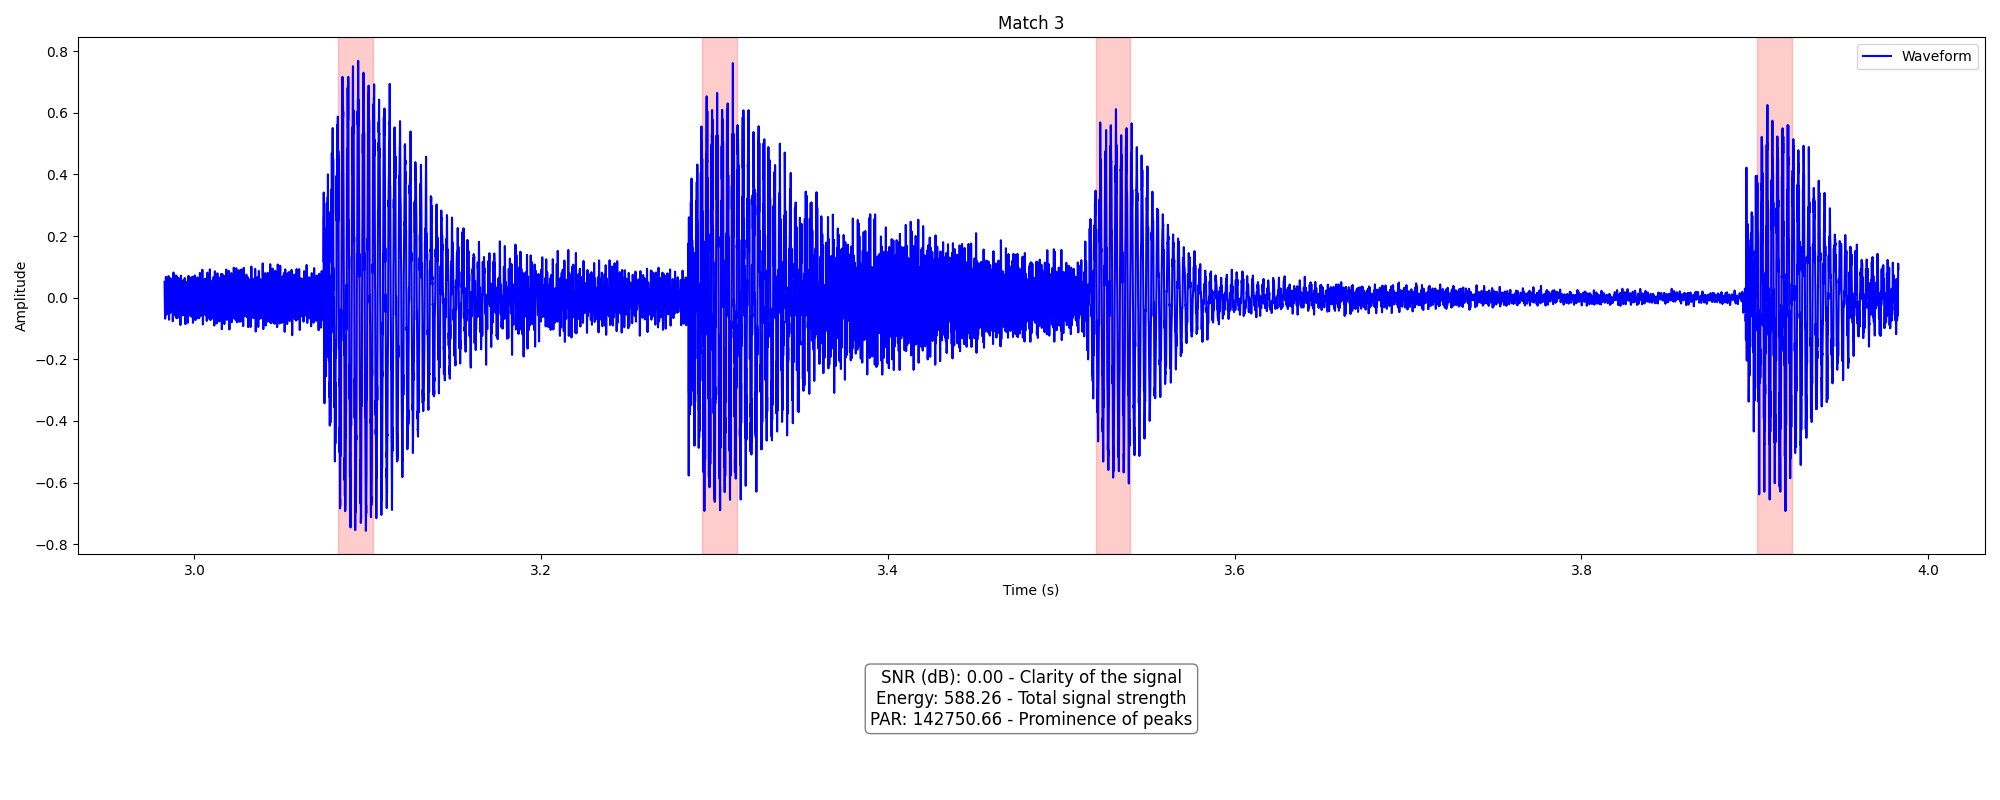 Match 3
Waveform
Amplitude
0.8
0.6
0.4
0.2
0.0
−0.2
−0.4
−0.6
−0.8
3.0 3.2 3.4 3.6 3.8 4.0
Time (s)
SNR (dB): 0.00 - Clarity of the signal
Energy: 588.26 - Total signal strength
PAR: 142750.66 - Prominence of peaks